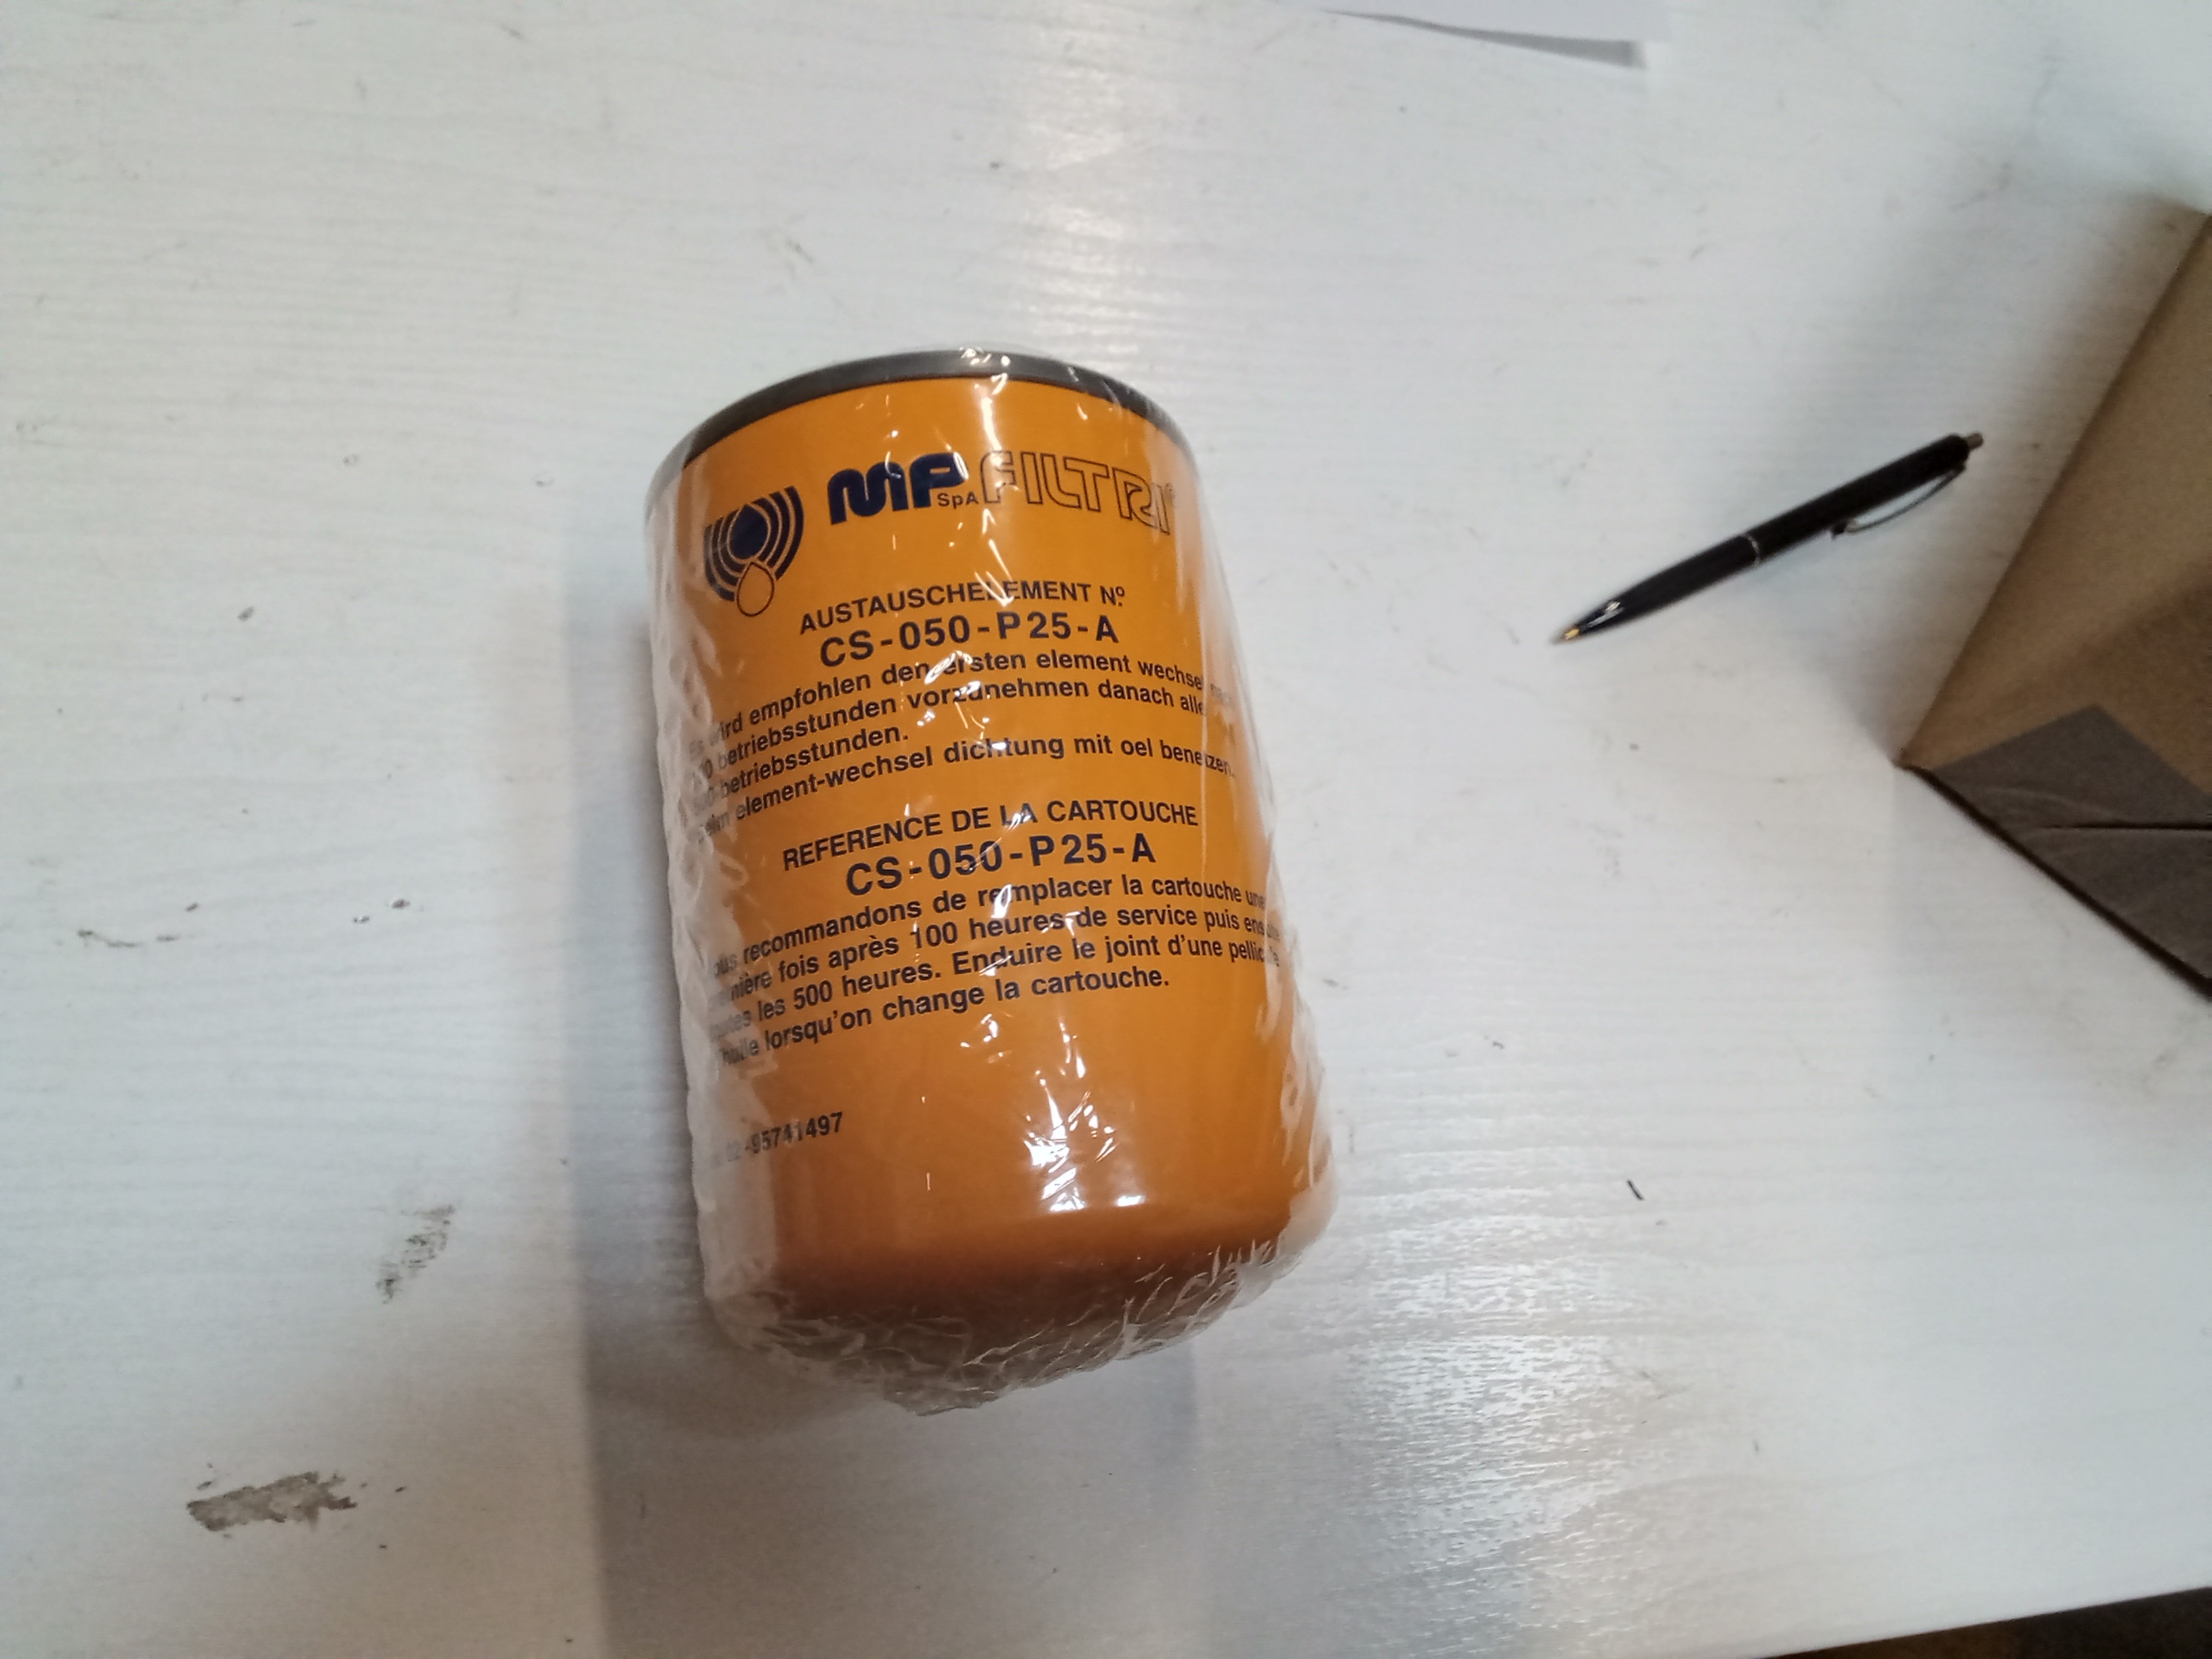 MP SpA FILTRI
AUSTAUSCHELEMENT Nº
CS-050-P25-A
Es wird empfohlen den ersten element wechsel
betriebsstunden vorzunehmen danach alle
betriebsstunden.
element-wechsel dichtung mit oel benetzen.
REFERENCE DE LA CARTOUCHE
CS-050-P25-A
recommandons de remplacer la cartouche une
fois après 100 heures de service puis ensuite
les 500 heures. Enduire le joint d'une pellicule
lorsqu'on change la cartouche.
02-95741497